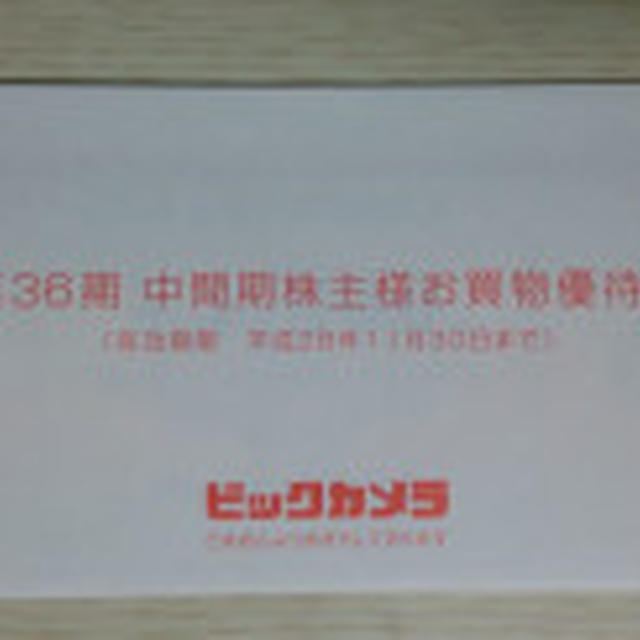 36期 中間期株主様お買物優待
（有効期限 平成28年11月30日まで）
ビックカメラ